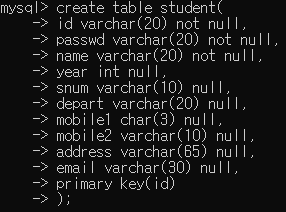 mysql> create table student(
    -> id varchar(20) not null,
    -> passwd varchar(20) not null,
    -> name varchar(20) not null,
    -> year int null,
    -> snum varchar(10) null,
    -> depart varchar(20) null,
    -> mobile1 char(3) null,
    -> mobile2 varchar(10) null,
    -> address varchar(65) null,
    -> email varchar(30) null,
    -> primary key(id)
    -> );